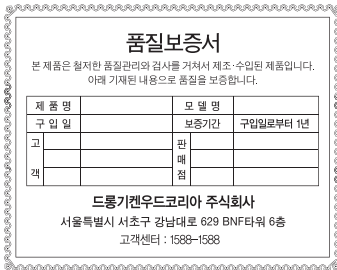 품질보증서
본 제품은 철저한 품질관리와 검사를 거쳐서 제조·수입된 제품입니다.
아래 기재된 내용으로 품질을 보증합니다.
제 품 명 모 델 명
구 입 일 보증기간 구입일로부터 1년
고 객 판 매 점
드롱기켄우드코리아 주식회사
서울특별시 서초구 강남대로 629 BNF타워 6층
고객센터 : 1588-1588